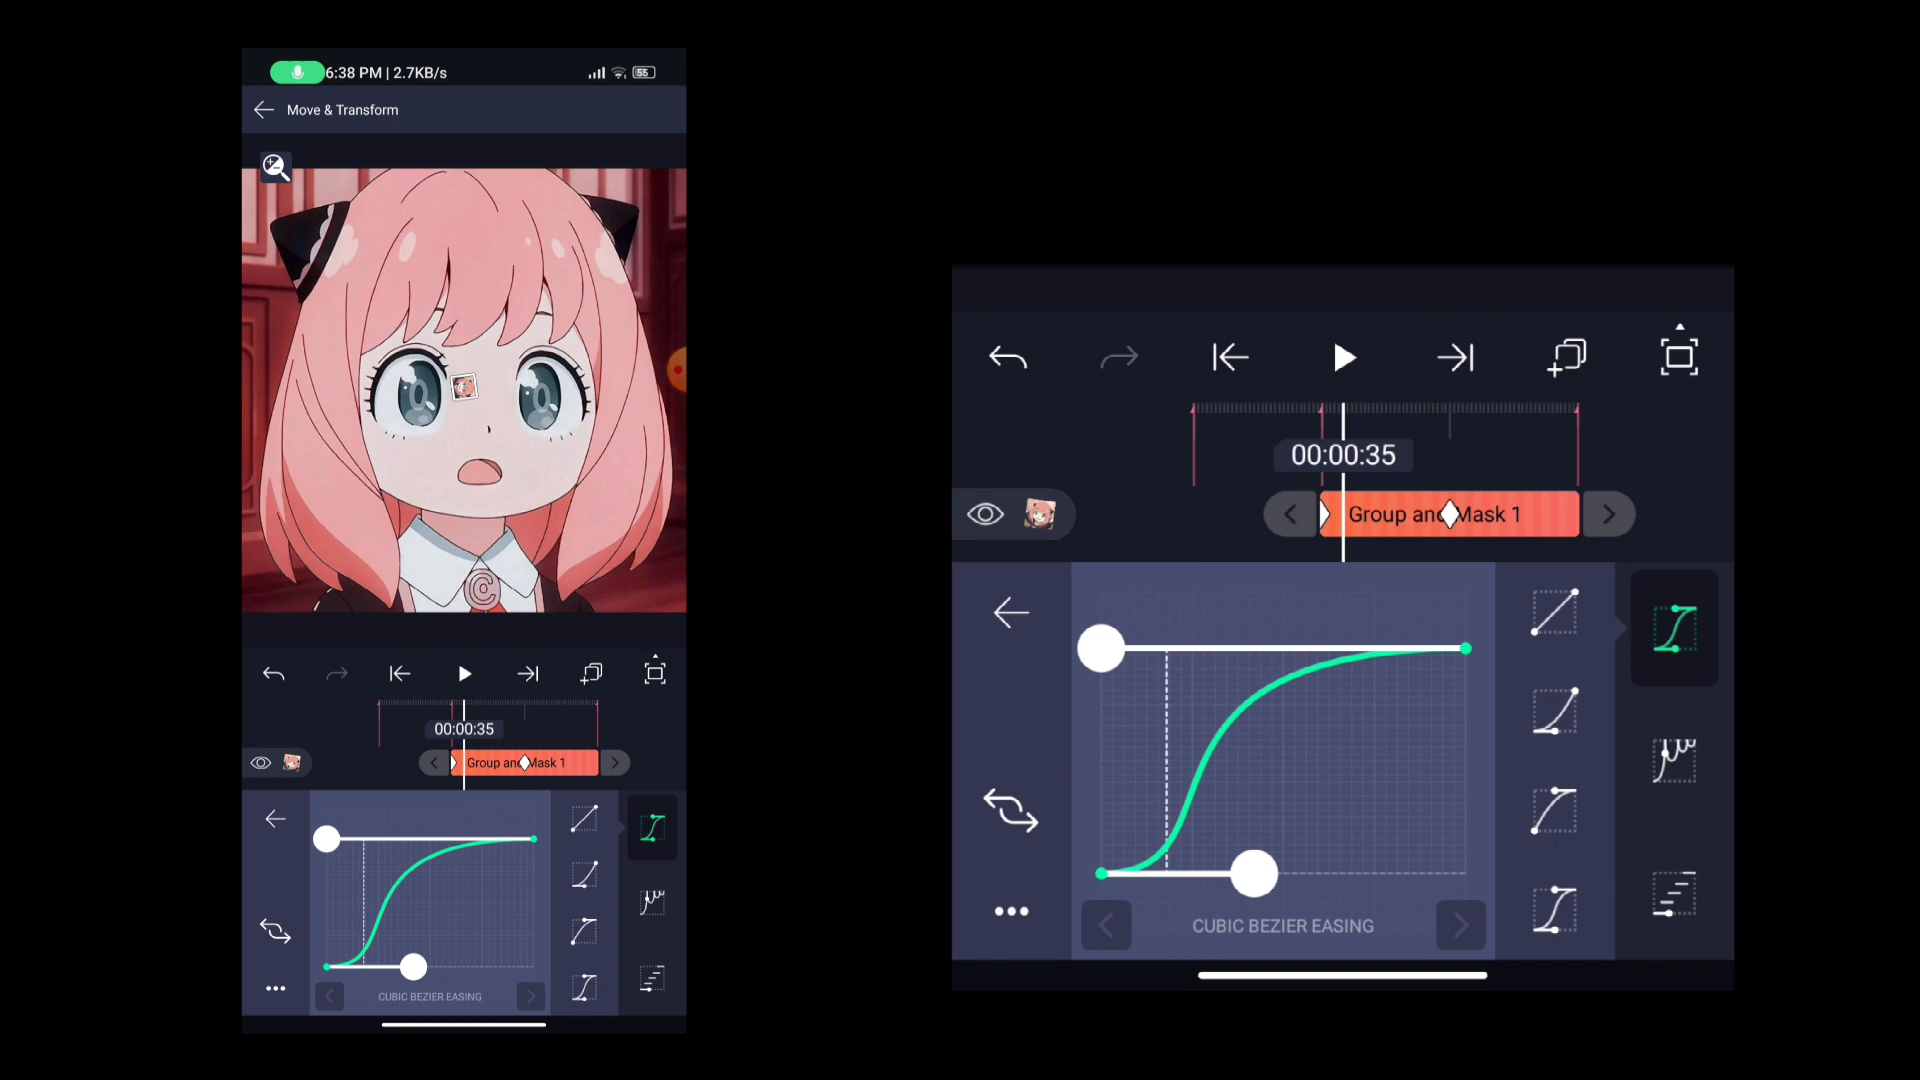 6:38 PM | 2.7KB/s
55
Move & Transform
C
00:00:35
Group and Mask 1
CUBIC BEZIER EASING
00:00:35
Group and Mask 1
CUBIC BEZIER EASING